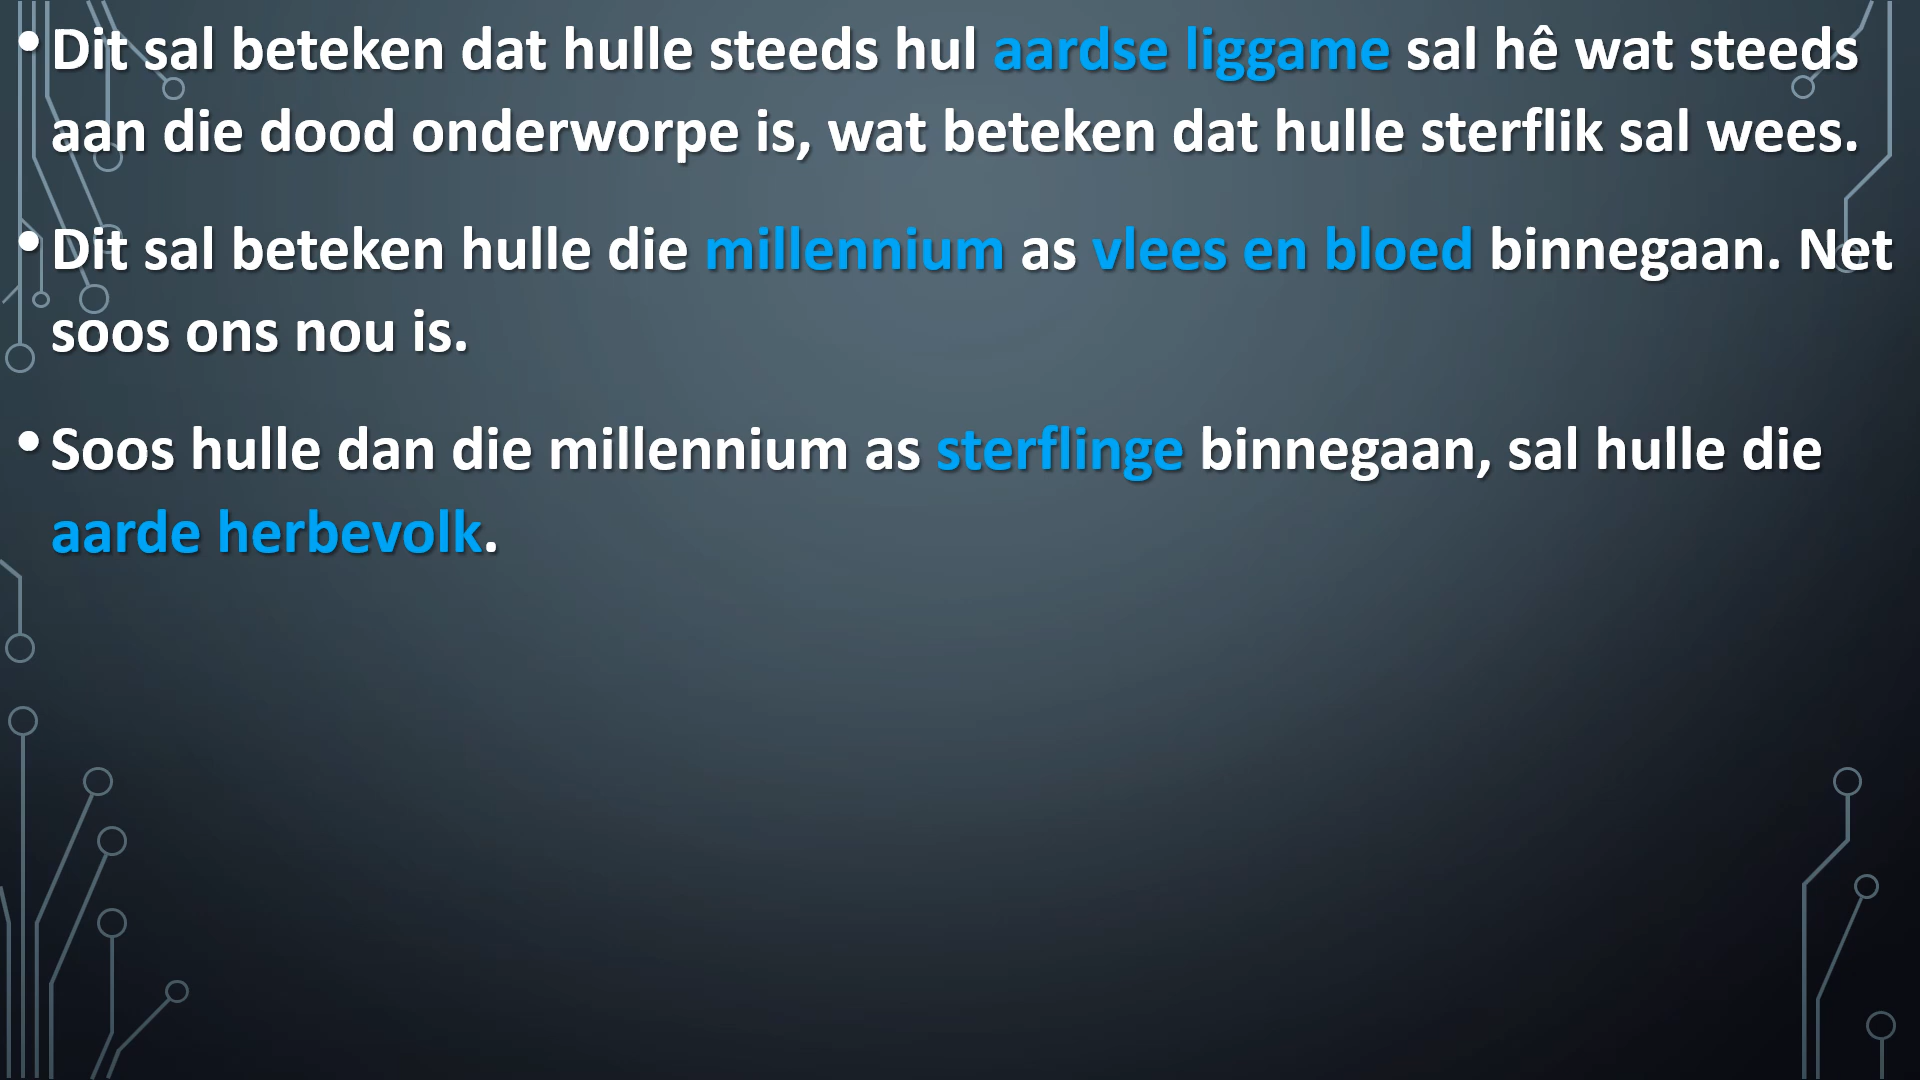 • Dit sal beteken dat hulle steeds hul aardse liggame sal hê wat steeds
aan die dood onderworpe is, wat beteken dat hulle sterflik sal wees.
• Dit sal beteken hulle die millennium as vlees en bloed binnegaan. Net
soos ons nou is.
• Soos hulle dan die millennium as sterflinge binnegaan, sal hulle die
aarde herbevolk.